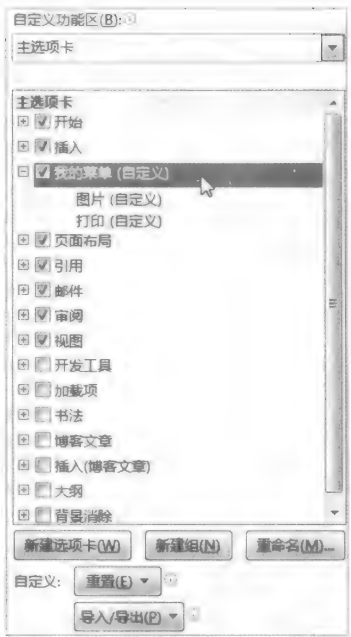 自定义功能区(B):
主选项卡
主选项卡
开始
插入
我的菜单 (自定义)
图片 (自定义)
打印 (自定义)
页面布局
引用
邮件
审阅
视图
开发工具
加载项
书法
博客文章
插入(博客文章)
大纲
背景消除
新建选项卡(W) 新建组(N) 重命名(M)...
自定义: 重置(E)
导入/导出(P)